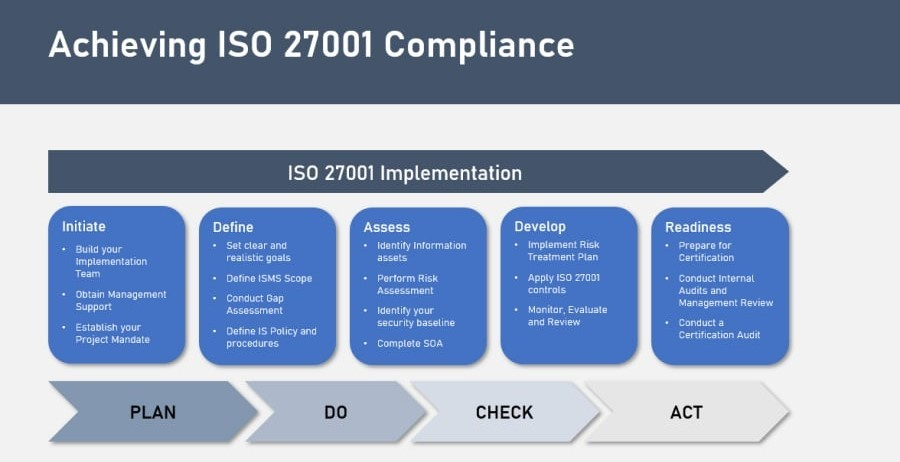 Achieving ISO 27001 Compliance
ISO 27001 Implementation
Initiate
• Build your
Implementation
Team
• Obtain Management
Support
• Establish your
Project Mandate
Define
• Set clear and
realistic goals
• Define ISMS Scope
• Conduct Gap
Assessment
• Define IS Policy and
procedures
Assess
• Identify Information
assets
• Perform Risk
Assessment
• Identify your
security baseline
• Complete SOA
Develop
• Implement Risk
Treatment Plan
• Apply ISO 27001
controls
• Monitor, Evaluate
and Review
Readiness
• Prepare for
Certification
• Conduct Internal
Audits and
Management Review
• Conduct a
Certification Audit
PLAN
DO
CHECK
ACT